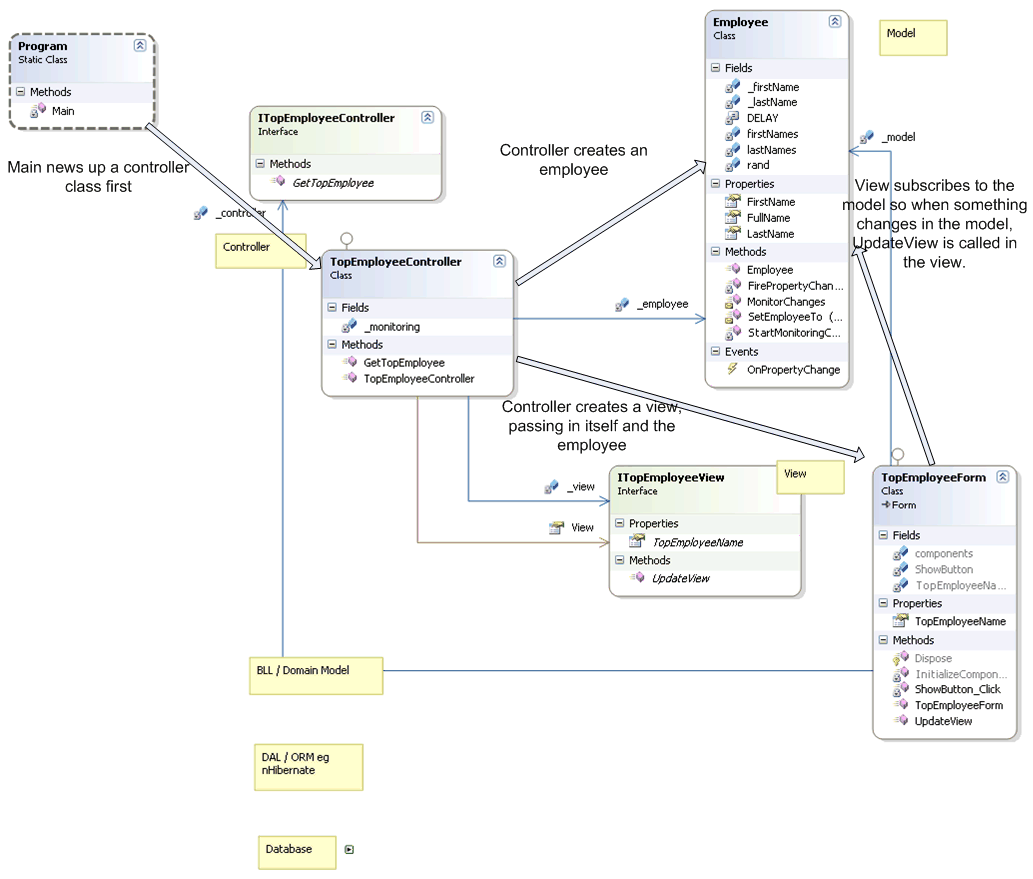 Program
Static Class
Methods
Main
Main news up a controller
class first
ITopEmployeeController
Interface
Methods
GetTopEmployee
_controller
Controller
TopEmployeeController
Class
Fields
_monitoring
Methods
GetTopEmployee
TopEmployeeController
Controller creates an
employee
_employee
Employee
Class
Fields
_firstName
_lastName
DELAY
firstNames
lastNames
rand
Properties
FirstName
FullName
LastName
Methods
Employee
FirePropertyChan...
MonitorChanges
SetEmployeeTo (...
StartMonitoringC...
Events
OnPropertyChange
Model
_model
View subscribes to the
model so when something
changes in the model,
UpdateView is called in
the view.
Controller creates a view,
passing in itself and the
employee
_view
View
ITopEmployeeView
Interface
Properties
TopEmployeeName
Methods
UpdateView
View
TopEmployeeForm
Class
Form
Fields
components
ShowButton
TopEmployeeNa...
Properties
TopEmployeeName
Methods
Dispose
InitializeCompon...
ShowButton_Click
TopEmployeeForm
UpdateView
BLL / Domain Model
DAL / ORM eg
nHibernate
Database